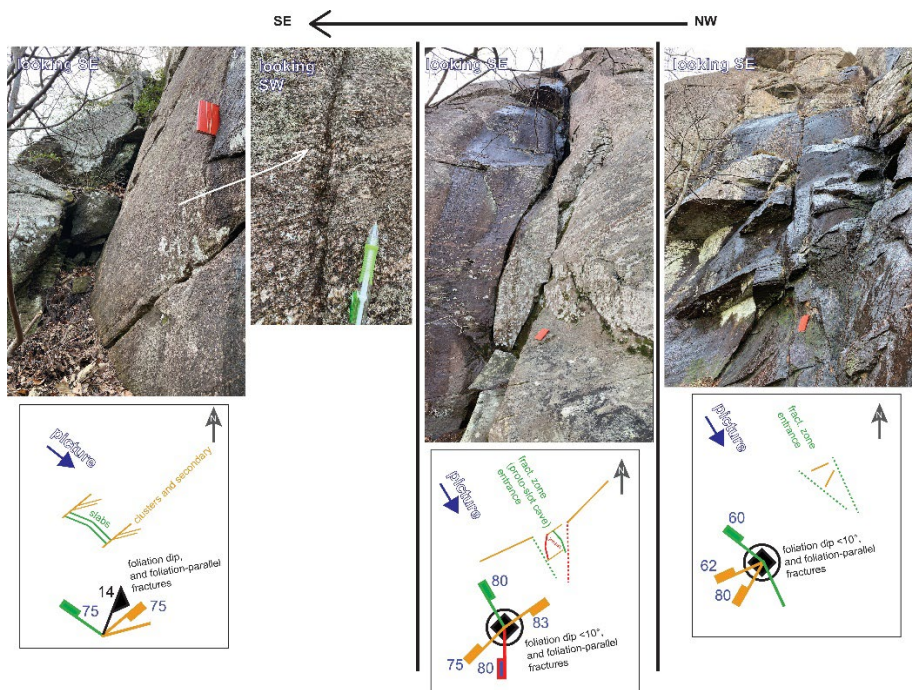 SE
NW
looking SE
looking
SW
looking SE
looking SE
N
picture
slabs
clusters and secondary
foliation dip,
and foliation-parallel
fractures
14
75
75
N
picture
fract. zone
(proto-slot cave)
entrance
80
83
75
80
foliation dip <10°,
and foliation-parallel
fractures
N
picture
fract. zone
entrance
60
62
80
foliation dip <10°,
and foliation-parallel
fractures